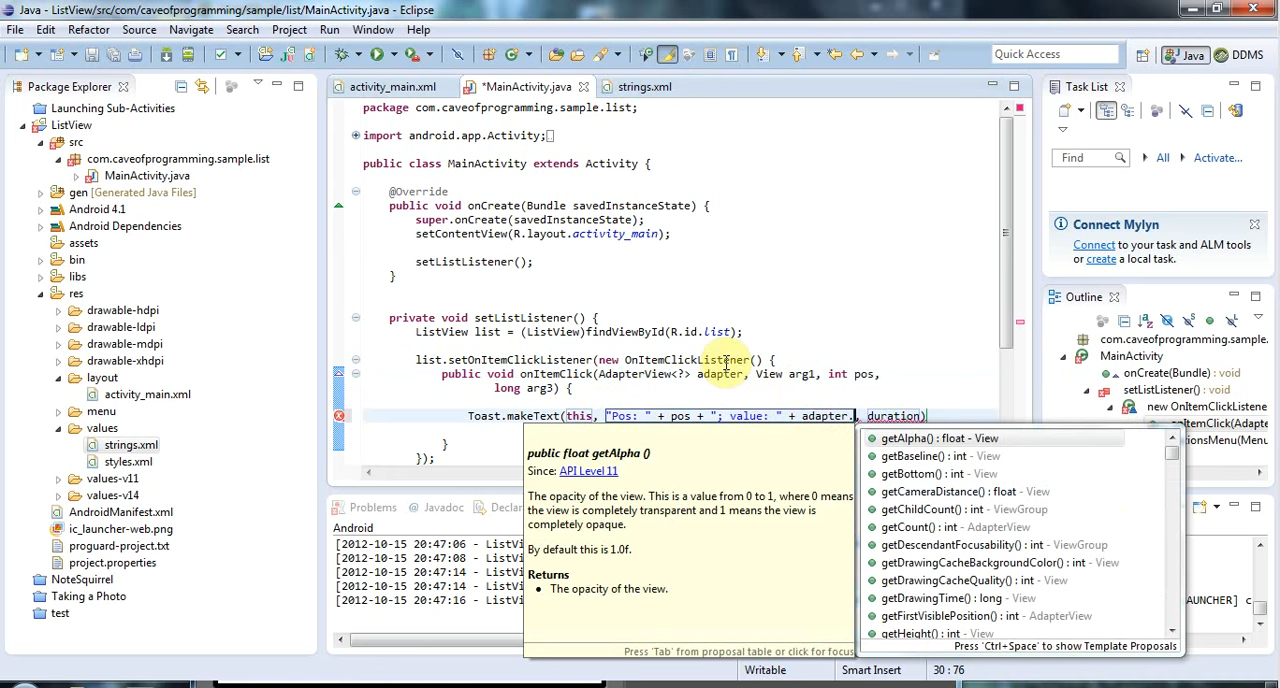 Java - ListView/src/com/caveofprogramming/sample/list/MainActivity.java - Eclipse
File Edit Refactor Source Navigate Search Project Run Window Help
Quick Access
Java
DDMS
Package Explorer
Launching Sub-Activities
ListView
src
com.caveofprogramming.sample.list
MainActivity.java
gen [Generated Java Files]
Android 4.1
Android Dependencies
assets
bin
libs
res
drawable-hdpi
drawable-ldpi
drawable-mdpi
drawable-xhdpi
layout
activity_main.xml
menu
values
strings.xml
styles.xml
values-v11
values-v14
AndroidManifest.xml
ic_launcher-web.png
proguard-project.txt
project.properties
NoteSquirrel
Taking a Photo
test
activity_main.xml
*MainActivity.java
strings.xml
package com.caveofprogramming.sample.list;
import android.app.Activity;
public class MainActivity extends Activity {
@Override
public void onCreate(Bundle savedInstanceState) {
super.onCreate(savedInstanceState);
setContentView(R.layout.activity_main);
setListListener();
}
private void setListListener() {
ListView list = (ListView)findViewById(R.id.list);
list.setOnItemClickListener(new OnItemClickListener() {
public void onItemClick(AdapterView<?> adapter, View arg1, int pos,
long arg3) {
Toast.makeText(this, "Pos: " + pos + "; value: " + adapter., duration)
}
});
public float getAlpha ()
Since: API Level 11
The opacity of the view. This is a value from 0 to 1, where 0 means
the view is completely transparent and 1 means the view is
completely opaque.
By default this is 1.0f.
Returns
• The opacity of the view.
Press 'Tab' from proposal table or click for focus
getAlpha() : float - View
getBaseline() : int - View
getBottom() : int - View
getCameraDistance() : float - View
getChildCount() : int - ViewGroup
getCount() : int - AdapterView
getDescendantFocusability() : int - ViewGroup
getDrawingCacheBackgroundColor() : int - View
getDrawingCacheQuality() : int - View
getDrawingTime() : long - View
getFirstVisiblePosition() : int - AdapterView
getHeight() : int - View
Press 'Ctrl+Space' to show Template Proposals
Problems
Javadoc
Declar
Android
[2012-10-15 20:47:06 - ListVi
[2012-10-15 20:47:08 - ListVi
[2012-10-15 20:47:14 - ListVi
[2012-10-15 20:47:14 - ListVi
[2012-10-15 20:47:16 - ListVi
AUNCHER] c
Task List
Find
All
Activate...
Connect Mylyn
Connect to your task and ALM tools
or create a local task.
Outline
com.caveofprogramming.sample.
MainActivity
onCreate(Bundle) : void
setListListener() : void
new OnItemClickListene
onItemClick(Adapte
onCreateOptionsMenu(Menu
Writable
Smart Insert
30 : 76